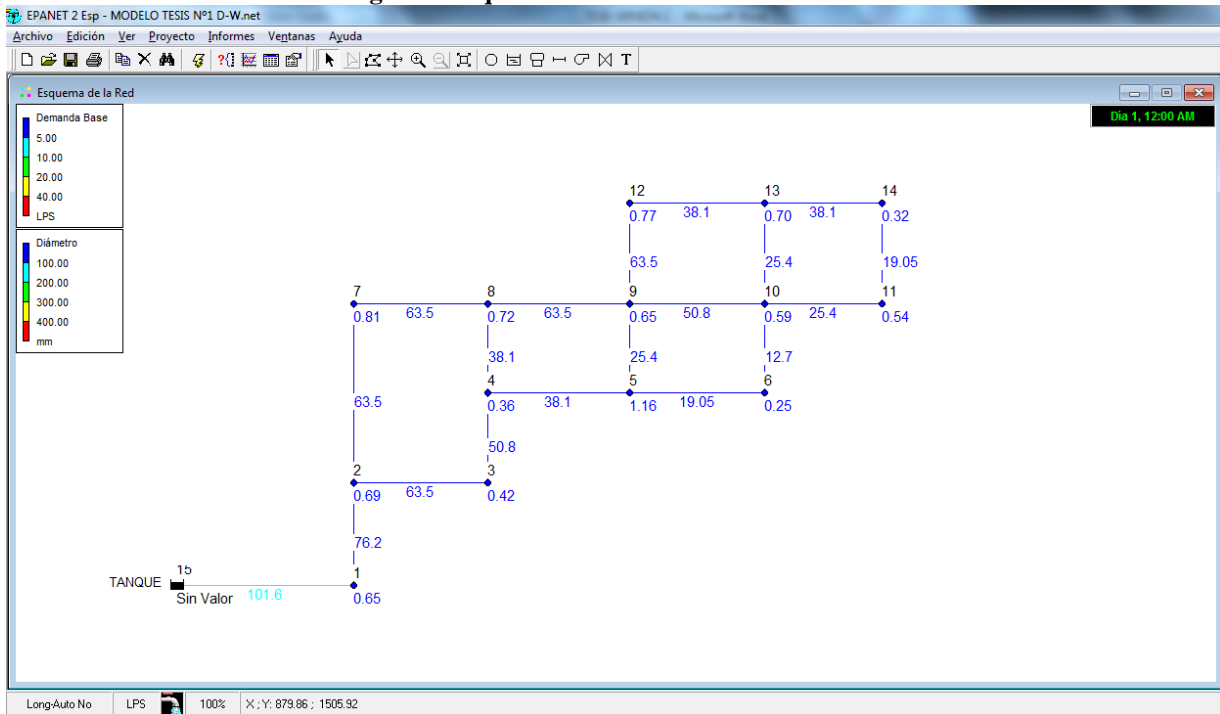 EPANET 2 Esp - MODELO TESIS Nº1 D-W.net
Archivo Edición Ver Proyecto Informes Ventanas Ayuda
T
Esquema de la Red
Demanda Base
5.00
10.00
20.00
40.00
LPS
Dia 1, 12:00 AM
Diámetro
100.00
200.00
300.00
400.00
mm
12 13 14
0.77 38.1 0.70 38.1 0.32
63.5 25.4 19.05
7 8 9 10 11
0.81 63.5 0.72 63.5 0.65 50.8 0.59 25.4 0.54
38.1 25.4 12.7
4 5 6
63.5 0.36 38.1 1.16 19.05 0.25
50.8
2 3
0.69 63.5 0.42
76.2
15 1
TANQUE
Sin Valor 101.6 0.65
Long-Auto No LPS 100% X ; Y: 879.86 ; 1505.92